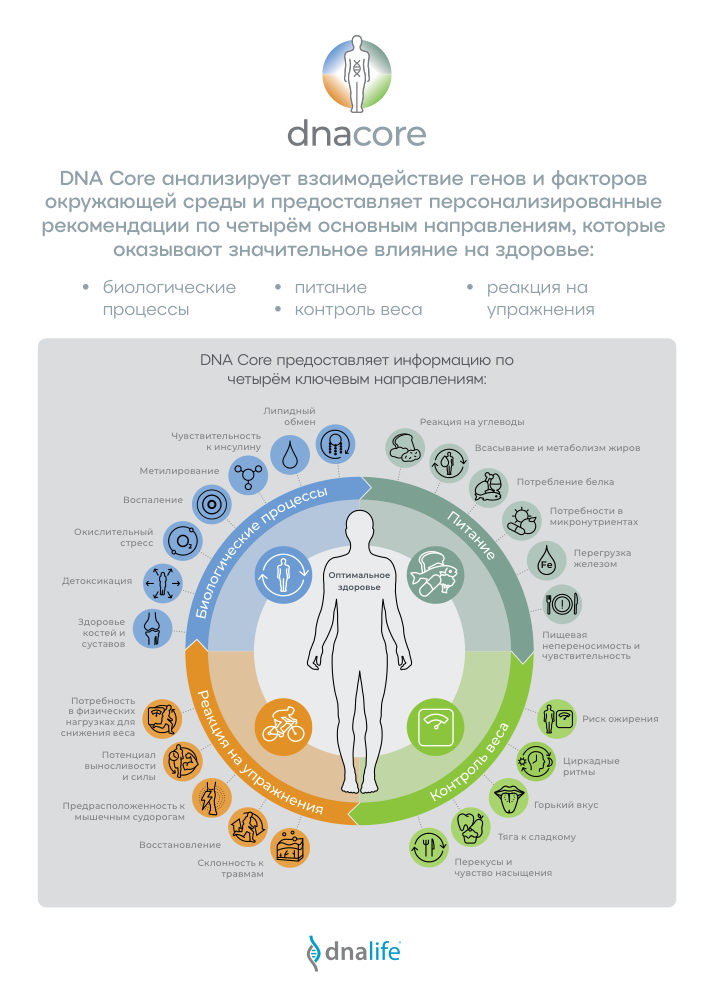 dnacore
DNA Core анализирует взаимодействие генов и факторов
окружающей среды и предоставляет персонализированные
рекомендации по четырём основным направлениям, которые
оказывают значительное влияние на здоровье:
• биологические
процессы
• питание
• контроль веса
• реакция на
упражнения
DNA Core предоставляет информацию по
четырём ключевым направлениям:
Биологические процессы
Липидный
обмен
Чувствительность
к инсулину
Метилирование
Воспаление
Окислительный
стресс
O2
Детоксикация
Здоровье
костей и
суставов
Питание
Реакция на углеводы
Всасывание и метаболизм жиров
Потребление белка
Потребности в
микронутриентах
Перегрузка
железом
Fe
Пищевая
непереносимость и
чувствительность
Оптимальное
здоровье
Реакция на упражнения
Потребность
в физических
нагрузках для
снижения веса
Потенциал
выносливости
и силы
Предрасположенность к
мышечным судорогам
Восстановление
Склонность к
травмам
Контроль веса
Риск ожирения
Циркадные
ритмы
Горький вкус
Тяга к сладкому
Перекусы и
чувство насыщения
dnalife